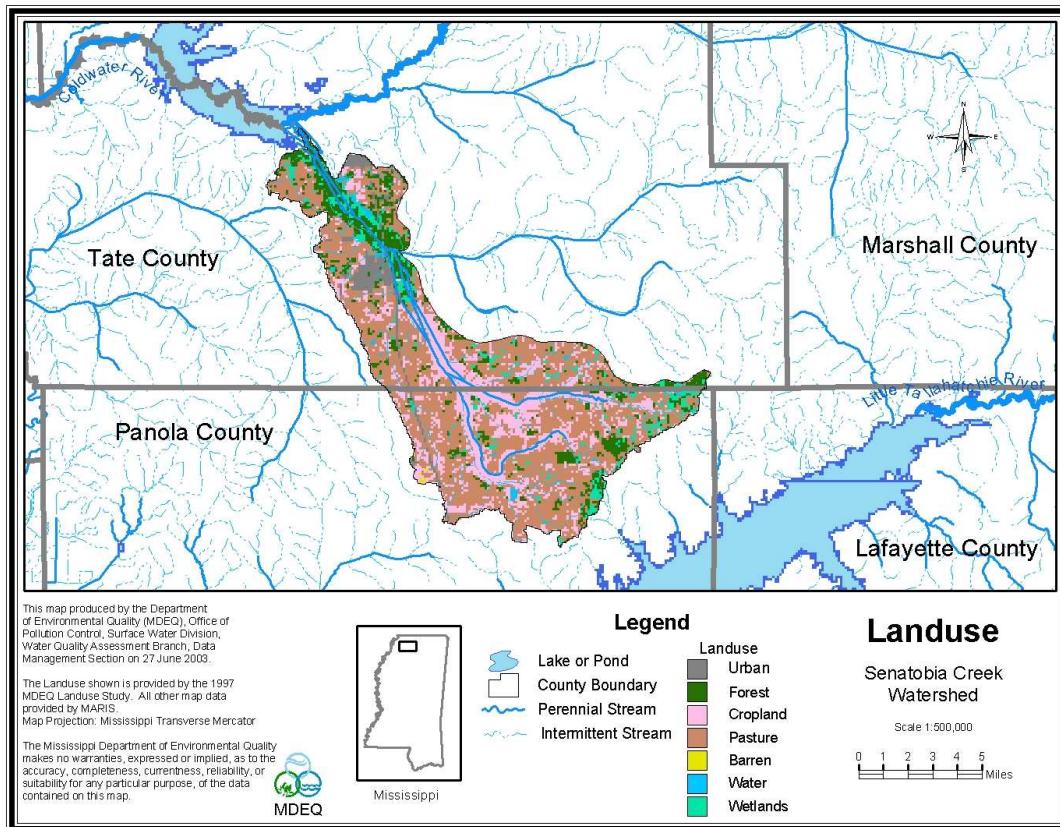 Coldwater River
N
W E
S
Tate County
Marshall County
Little Tallahatchie River
Panola County
Lafayette County
This map produced by the Department
of Environmental Quality (MDEQ), Office of
Pollution Control, Surface Water Division,
Water Quality Assessment Branch, Data
Management Section on 27 June 2003.
The Landuse shown is provided by the 1997
MDEQ Landuse Study. All other map data
provided by MARIS.
Map Projection: Mississippi Transverse Mercator
The Mississippi Department of Environmental Quality
makes no warranties, expressed or implied, as to the
accuracy, completeness, currentness, reliability, or
suitability for any particular purpose, of the data
contained on this map.
MDEQ
Mississippi
Legend
Lake or Pond
County Boundary
Perennial Stream
Intermittent Stream
Landuse
Urban
Forest
Cropland
Pasture
Barren
Water
Wetlands
Landuse
Senatobia Creek
Watershed
Scale 1:500,000
0 1 2 3 4 5
Miles